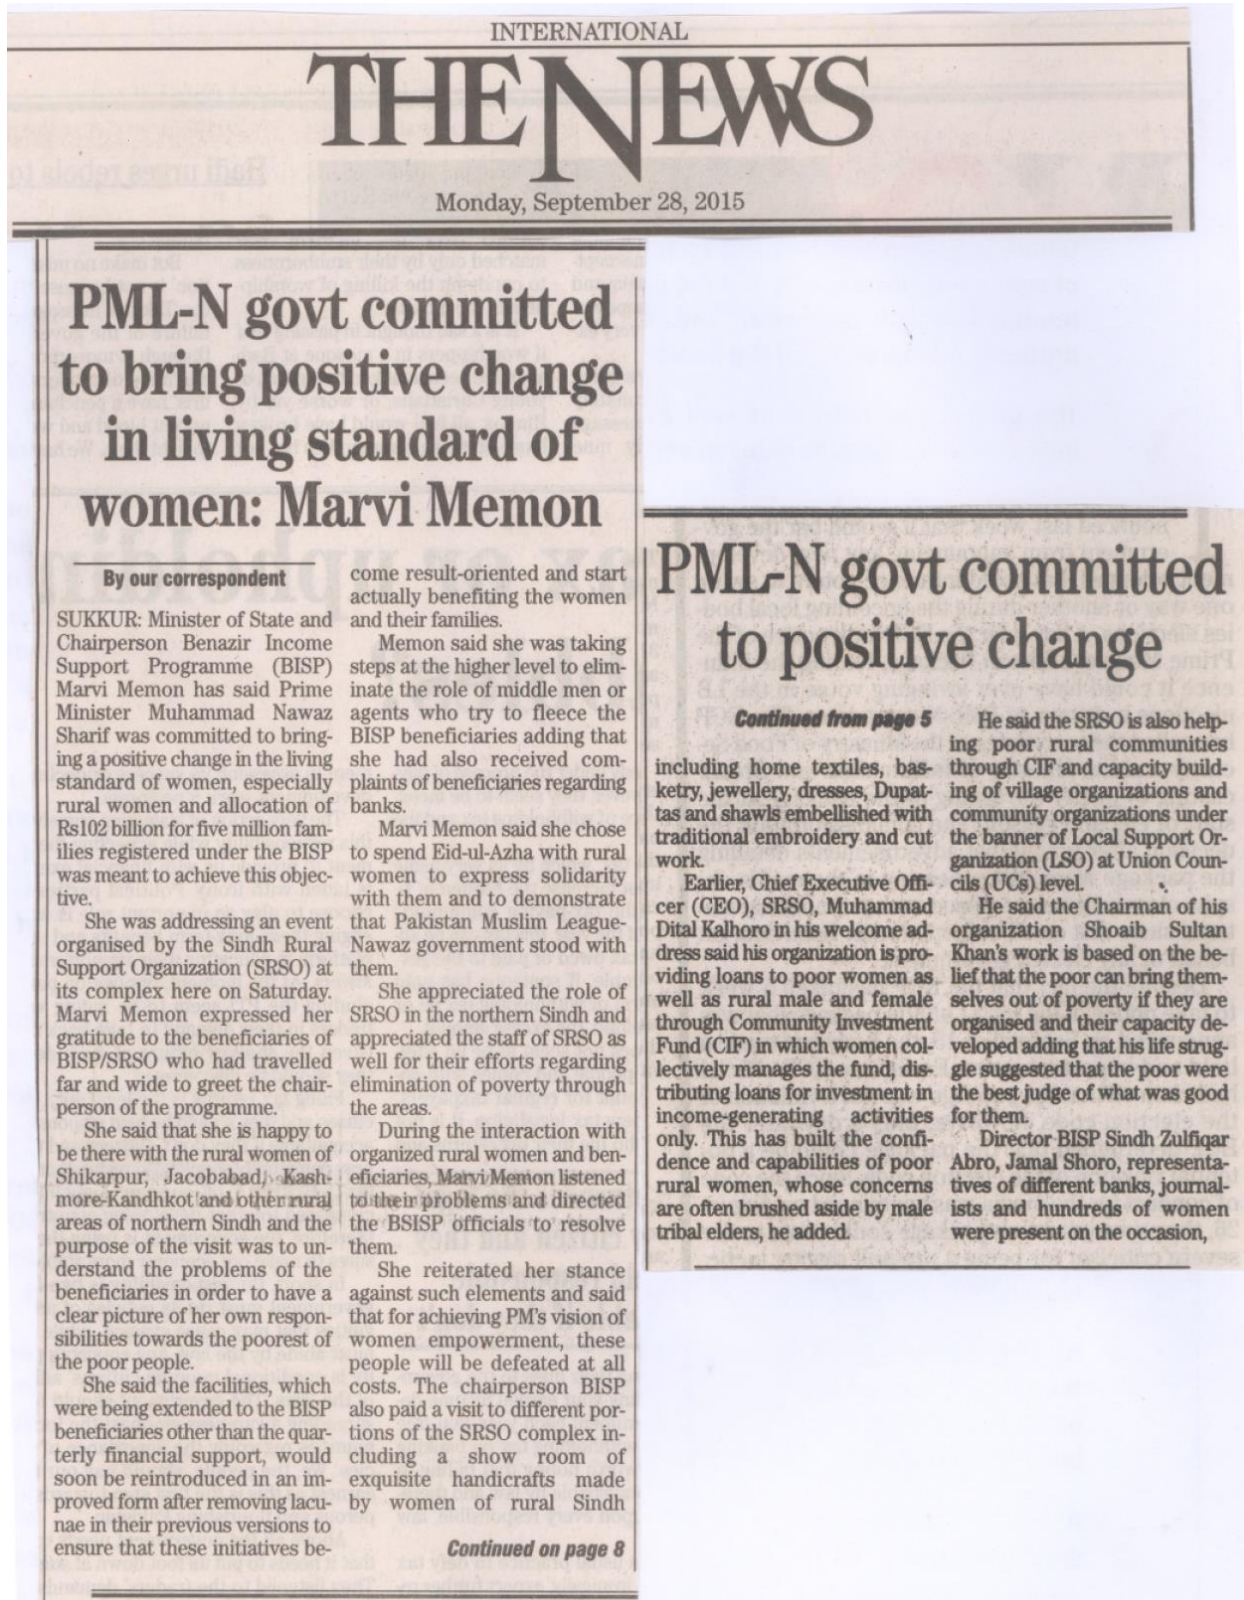 INTERNATIONAL
THE NEWS
Monday, September 28, 2015
PML-N govt committed
to bring positive change
in living standard of
women: Marvi Memon
By our correspondent
SUKKUR: Minister of State and
Chairperson Benazir Income
Support Programme (BISP)
Marvi Memon has said Prime
Minister Muhammad Nawaz
Sharif was committed to bring-
ing a positive change in the living
standard of women, especially
rural women and allocation of
Rs102 billion for five million fam-
ilies registered under the BISP
was meant to achieve this objec-
tive.
She was addressing an event
organised by the Sindh Rural
Support Organization (SRSO) at
its complex here on Saturday.
Marvi Memon expressed her
gratitude to the beneficiaries of
BISP/SRSO who had travelled
far and wide to greet the chair-
person of the programme.
She said that she is happy to
be there with the rural women of
Shikarpur, Jacobabad, Kash-
more-Kandhkot and other rural
areas of northern Sindh and the
purpose of the visit was to un-
derstand the problems of the
beneficiaries in order to have a
clear picture of her own respon-
sibilities towards the poorest of
the poor people.
She said the facilities, which
were being extended to the BISP
beneficiaries other than the quar-
terly financial support, would
soon be reintroduced in an im-
proved form after removing lacu-
nae in their previous versions to
ensure that these initiatives be-
come result-oriented and start
actually benefiting the women
and their families.
Memon said she was taking
steps at the higher level to elim-
inate the role of middle men or
agents who try to fleece the
BISP beneficiaries adding that
she had also received com-
plaints of beneficiaries regarding
banks.
Marvi Memon said she chose
to spend Eid-ul-Azha with rural
women to express solidarity
with them and to demonstrate
that Pakistan Muslim League-
Nawaz government stood with
them.
She appreciated the role of
SRSO in the northern Sindh and
appreciated the staff of SRSO as
well for their efforts regarding
elimination of poverty through
the areas.
During the interaction with
organized rural women and ben-
eficiaries, Marvi Memon listened
to their problems and directed
the BSISP officials to resolve
them.
She reiterated her stance
against such elements and said
that for achieving PM's vision of
women empowerment, these
people will be defeated at all
costs. The chairperson BISP
also paid a visit to different por-
tions of the SRSO complex in-
cluding a show room of
exquisite handicrafts made
by women of rural Sindh
Continued on page 8
PML-N govt committed
to positive change
Continued from page 5
including home textiles, bas-
ketry, jewellery, dresses, Dupat-
tas and shawls embellished with
traditional embroidery and cut
work.
Earlier, Chief Executive Offi-
cer (CEO), SRSO, Muhammad
Dital Kalhoro in his welcome ad-
dress said his organization is pro-
viding loans to poor women as
well as rural male and female
through Community Investment
Fund (CIF) in which women col-
lectively manages the fund, dis-
tributing loans for investment in
income-generating activities
only. This has built the confi-
dence and capabilities of poor
rural women, whose concerns
are often brushed aside by male
tribal elders, he added.
He said the SRSO is also help-
ing poor rural communities
through CIF and capacity build-
ing of village organizations and
community organizations under
the banner of Local Support Or-
ganization (LSO) at Union Coun-
cils (UCs) level.
He said the Chairman of his
organization Shoaib Sultan
Khan's work is based on the be-
lief that the poor can bring them-
selves out of poverty if they are
organised and their capacity de-
veloped adding that his life strug-
gle suggested that the poor were
the best judge of what was good
for them.
Director BISP Sindh Zulfiqar
Abro, Jamal Shoro, representa-
tives of different banks, journal-
ists and hundreds of women
were present on the occasion,